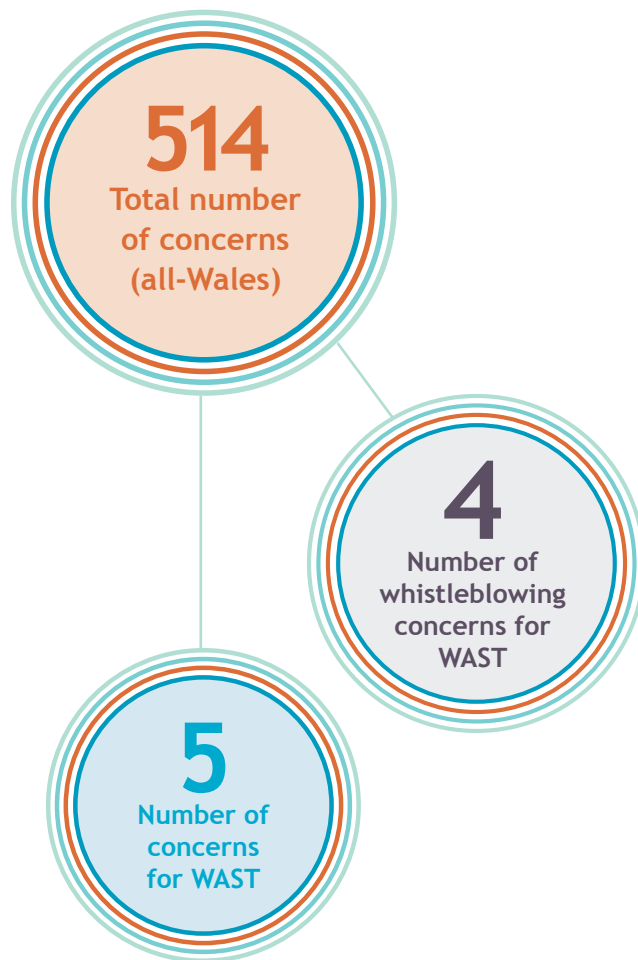 514
Total number
of concerns
(all-Wales)
4
Number of
whistleblowing
concerns for
WAST
5
Number of
concerns
for WAST